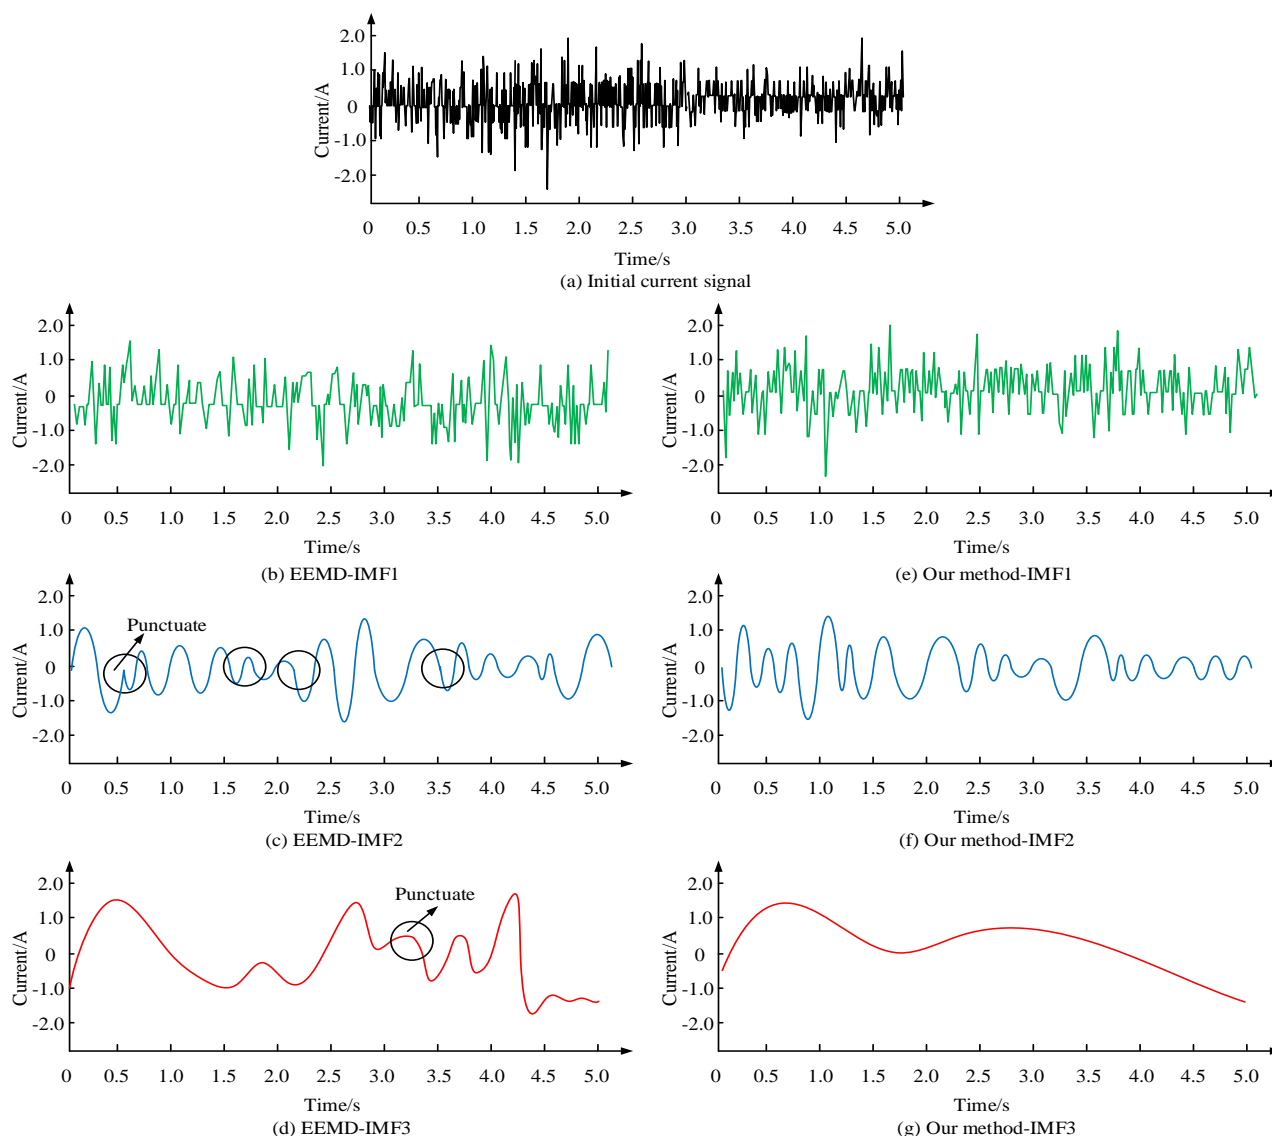 Current/A
2.0
1.0
0
-1.0
-2.0
0 0.5 1.0 1.5 2.0 2.5 3.0 3.5 4.0 4.5 5.0
Time/s
(a) Initial current signal
Current/A
2.0
1.0
0
-1.0
-2.0
0 0.5 1.0 1.5 2.0 2.5 3.0 3.5 4.0 4.5 5.0
Time/s
(b) EEMD-IMF1
Current/A
2.0
1.0
0
-1.0
-2.0
0 0.5 1.0 1.5 2.0 2.5 3.0 3.5 4.0 4.5 5.0
Time/s
(e) Our method-IMF1
Current/A
2.0
1.0
0
-1.0
-2.0
Punctuate
0 0.5 1.0 1.5 2.0 2.5 3.0 3.5 4.0 4.5 5.0
Time/s
(c) EEMD-IMF2
Current/A
2.0
1.0
0
-1.0
-2.0
0 0.5 1.0 1.5 2.0 2.5 3.0 3.5 4.0 4.5 5.0
Time/s
(f) Our method-IMF2
Current/A
2.0
1.0
0
-1.0
-2.0
Punctuate
0 0.5 1.0 1.5 2.0 2.5 3.0 3.5 4.0 4.5 5.0
Time/s
(d) EEMD-IMF3
Current/A
2.0
1.0
0
-1.0
-2.0
0 0.5 1.0 1.5 2.0 2.5 3.0 3.5 4.0 4.5 5.0
Time/s
(g) Our method-IMF3